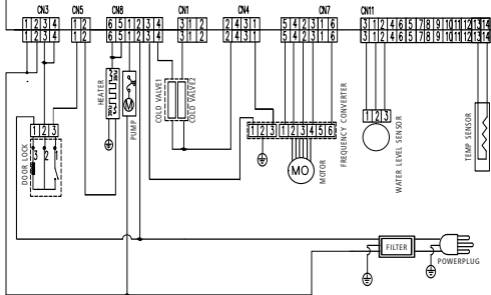 CN3 CN5 CN8 CN1 CN4 CN7 CN11
1 2 3 4 1 2 6 5 1 2 3 4 3 1 2 2 4 3 1 5 4 2 3 1 6 3 1 2 4 6 5 7 8 9 10 11 12 13 14
1 2 3 4 1 2 6 5 1 2 3 4 3 1 2 2 4 3 1 5 4 2 3 1 6 3 1 2 4 6 5 7 8 9 10 11 12 13 14
HEATER
PUMP
M
COLD VALVE1
COLD VALVE2
1 2 3
DOOR LOCK
3 2 1
1 2 3 1 2 3 4 5 6
MO
MOTOR
FREQUENCY CONVERTER
1 2 3
WATER LEVEL SENSOR
TEMP SENSOR
FILTER
POWERPLUG